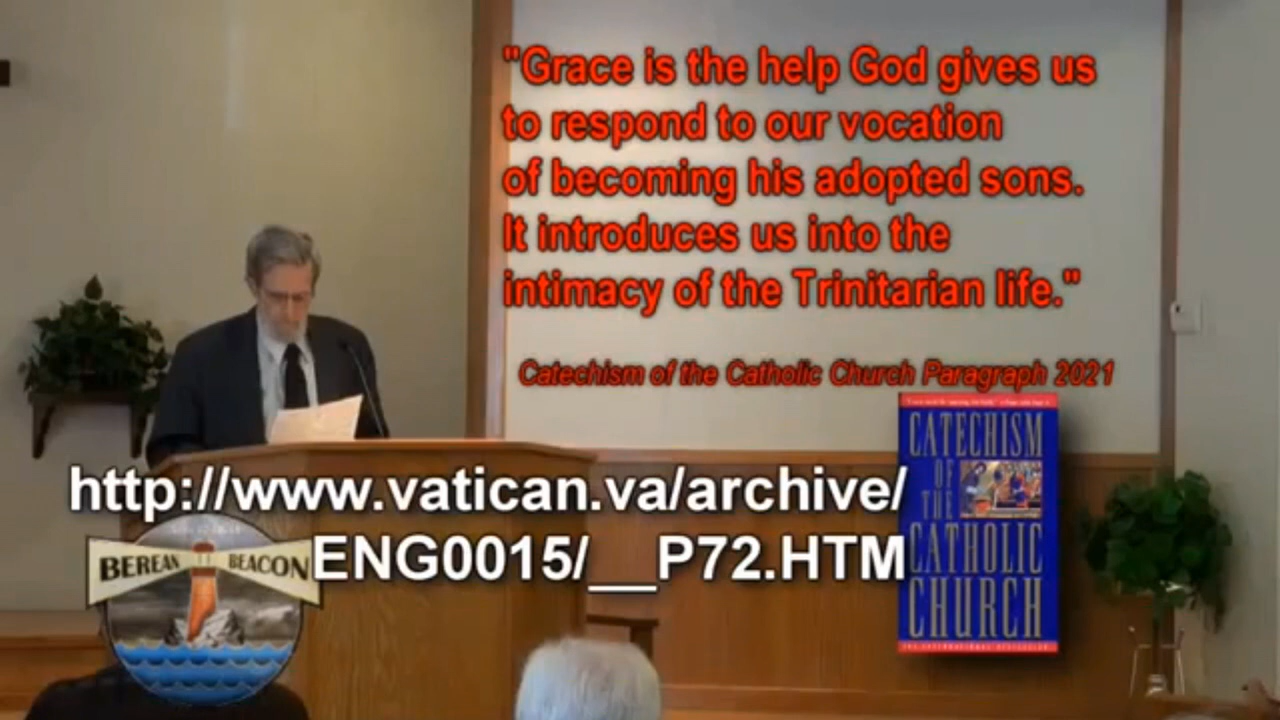 "Grace is the help God gives us
to respond to our vocation
of becoming his adopted sons.
It introduces us into the
intimacy of the Trinitarian life."
Catechism of the Catholic Church Paragraph 2021
http://www.vatican.va/archive/
ENG0015/__P72.HTM
BEREAN BEACON
CATECHISM
OF
THE
CATHOLIC
CHURCH